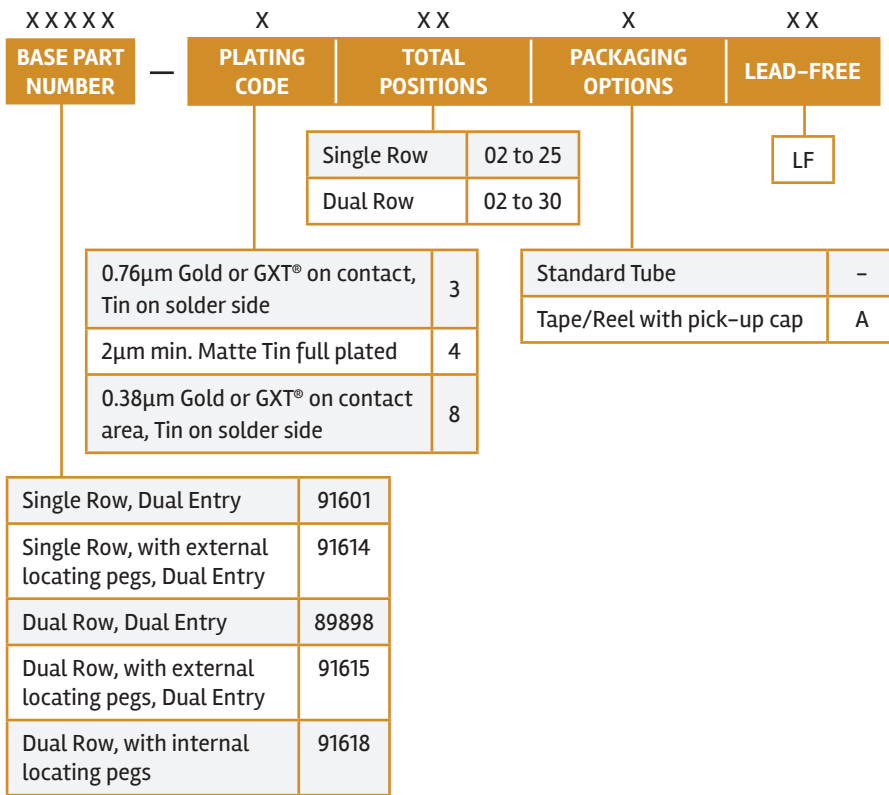 X X X X X X X X X X X
BASE PART NUMBER — PLATING CODE TOTAL POSITIONS PACKAGING OPTIONS LEAD-FREE
Single Row 02 to 25
Dual Row 02 to 30
LF
0.76µm Gold or GXT® on contact,
Tin on solder side 3
2µm min. Matte Tin full plated 4
0.38µm Gold or GXT® on contact
area, Tin on solder side 8
Standard Tube –
Tape/Reel with pick-up cap A
Single Row, Dual Entry 91601
Single Row, with external 91614
locating pegs, Dual Entry
Dual Row, Dual Entry 89898
Dual Row, with external 91615
locating pegs, Dual Entry
Dual Row, with internal 91618
locating pegs